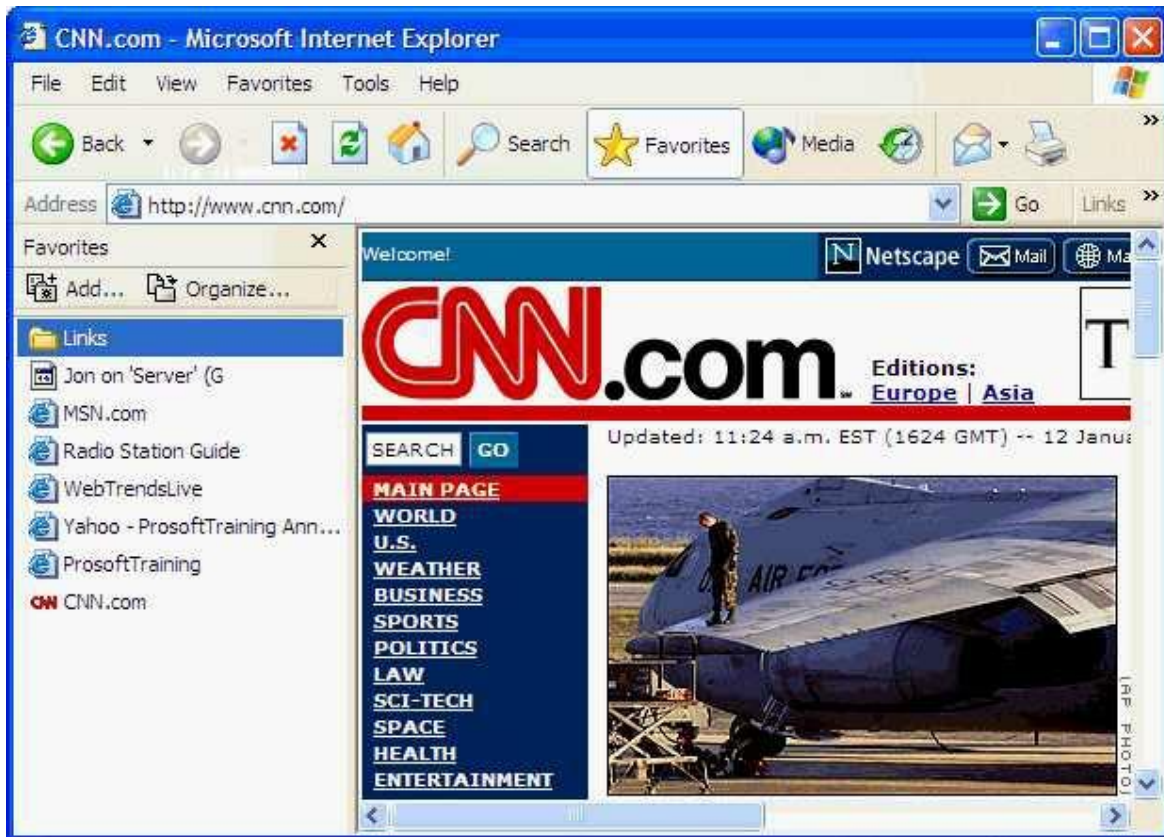 CNN.com - Microsoft Internet Explorer
File Edit View Favorites Tools Help
Back Search Favorites Media »
Address http://www.cnn.com/ Go Links »
Favorites ×
Add... Organize...
Links
Jon on 'Server' (G
MSN.com
Radio Station Guide
WebTrendsLive
Yahoo - ProsoftTraining Ann...
ProsoftTraining
CNN CNN.com
Welcome!
N Netscape Mail Ma
CNN.com
Editions:
Europe | Asia
T
SEARCH GO
Updated: 11:24 a.m. EST (1624 GMT) -- 12 Janua
MAIN PAGE
WORLD
U.S.
WEATHER
BUSINESS
SPORTS
POLITICS
LAW
SCI-TECH
SPACE
HEALTH
ENTERTAINMENT
U.S. AIR FORCE
(AP PHOTO)